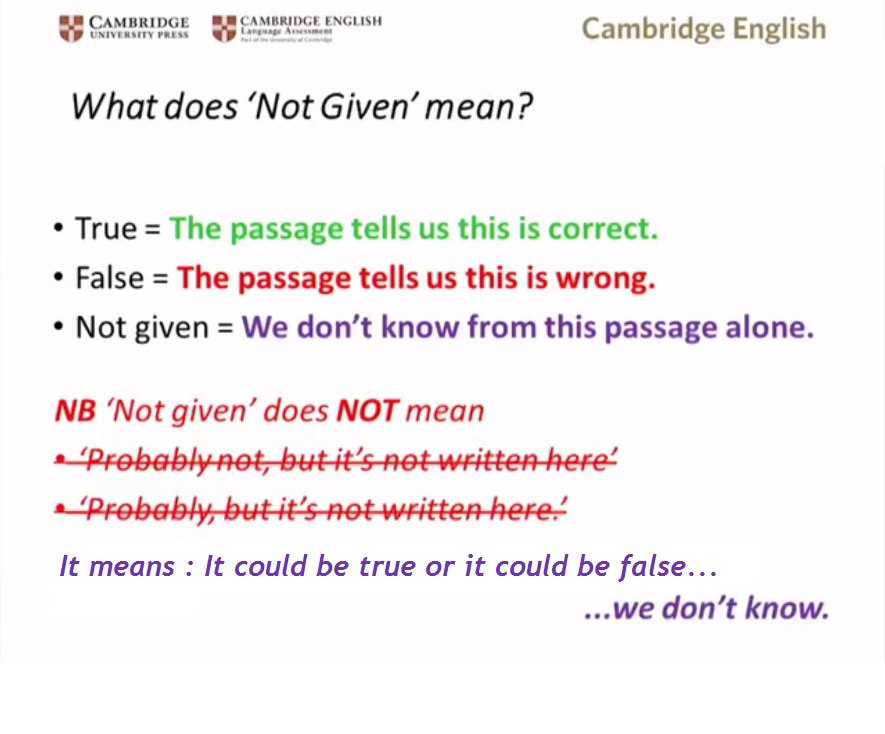 CAMBRIDGE UNIVERSITY PRESS
CAMBRIDGE ENGLISH
Language Assessment
Part of the University of Cambridge
Cambridge English
What does ‘Not Given’ mean?
• True = The passage tells us this is correct.
• False = The passage tells us this is wrong.
• Not given = We don’t know from this passage alone.
NB ‘Not given’ does NOT mean
• ‘Probably not, but it’s not written here’
• ‘Probably, but it’s not written here.’
It means : It could be true or it could be false...
...we don’t know.